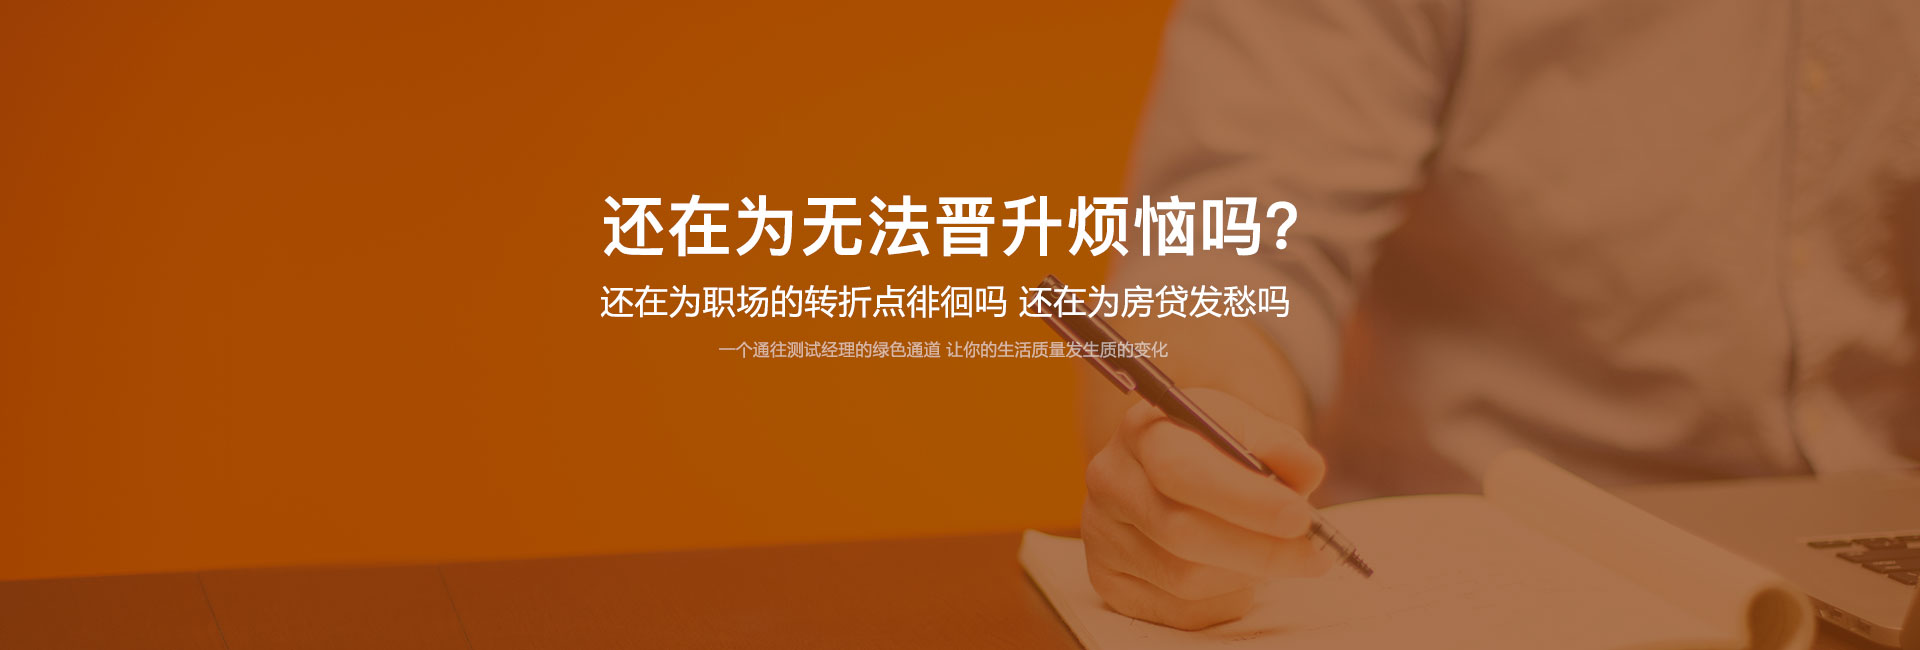 还在为无法晋升烦恼吗?
还在为职场的转折点徘徊吗 还在为房贷发愁吗
一个通往测试经理的绿色通道 让你的生活质量发生质的变化